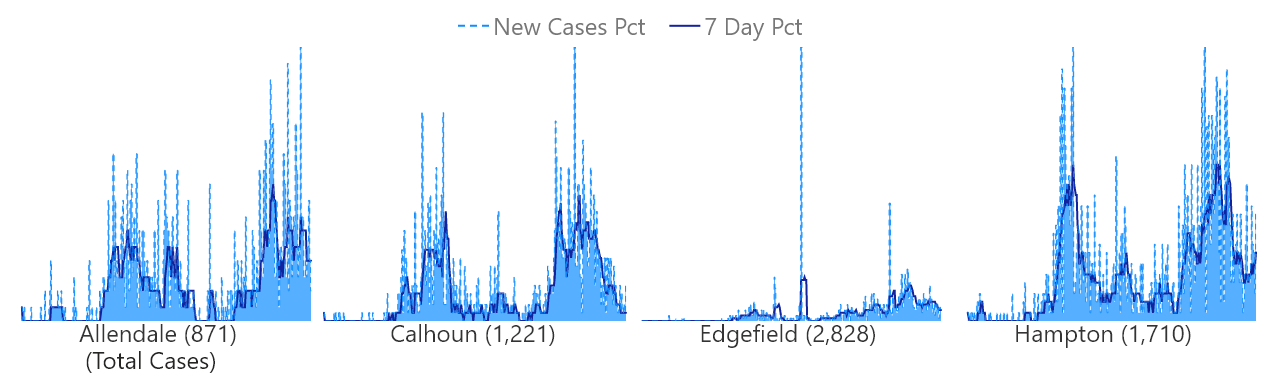 New Cases Pct 7 Day Pct
Allendale (871) Calhoun (1,221) Edgefield (2,828) Hampton (1,710)
(Total Cases)